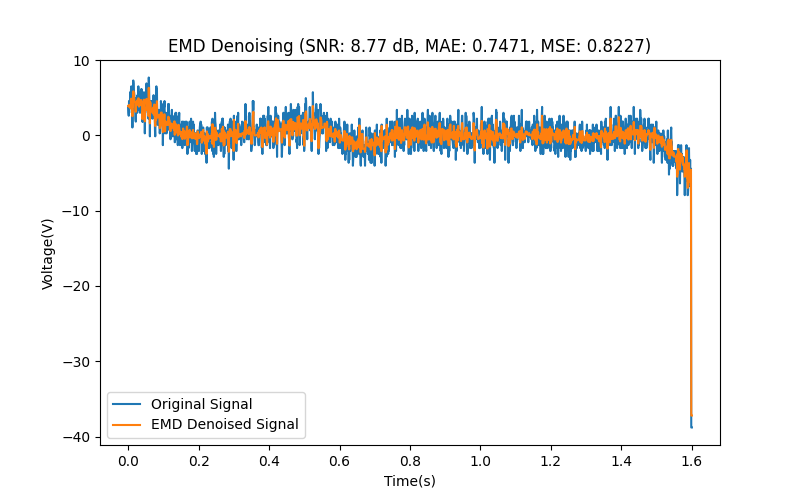 EMD Denoising (SNR: 8.77 dB, MAE: 0.7471, MSE: 0.8227)
10
0
−10
−20
−30
−40
Voltage(V)
Original Signal
EMD Denoised Signal
0.0 0.2 0.4 0.6 0.8 1.0 1.2 1.4 1.6
Time(s)